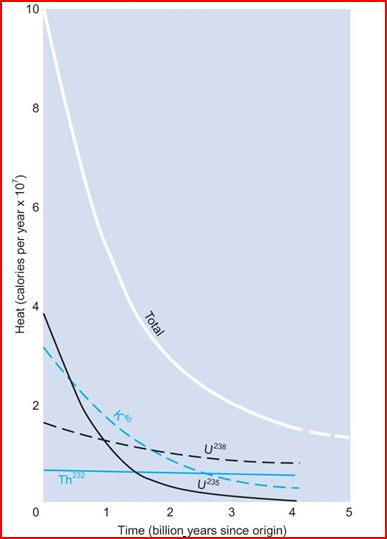 10
8
6
4
2
0
Heat (calories per year x 10⁷)
Total
K⁴⁰
U²³⁸
Th²³²
U²³⁵
0 1 2 3 4 5
Time (billion years since origin)